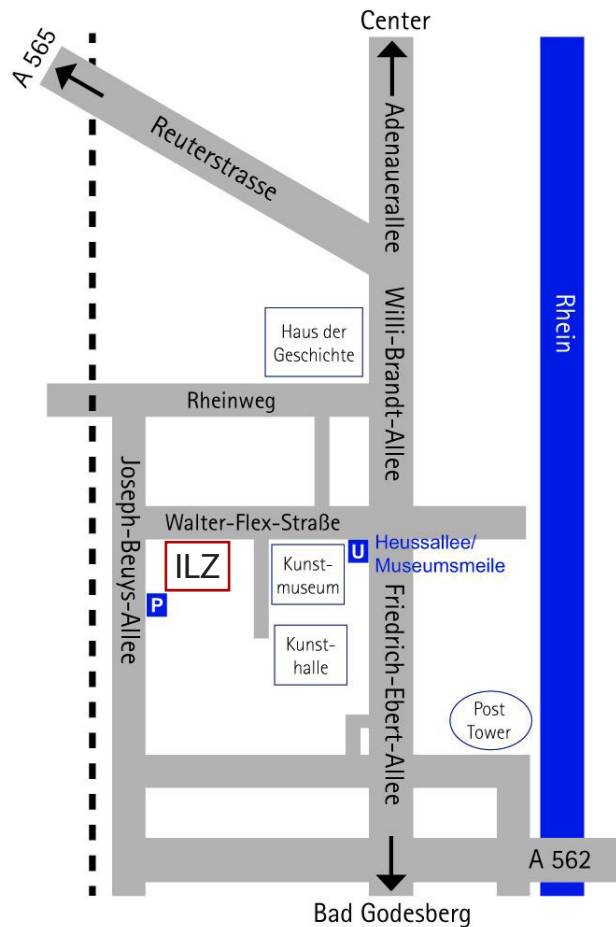 Center
A 565
Reuterstrasse
Adenauerallee
Willi-Brandt-Allee
Rhein
Haus der
Geschichte
Rheinweg
Joseph-Beuys-Allee
Walter-Flex-Straße
ILZ
P
Kunst-
museum
U
Heussallee/
Museumsmeile
Kunst-
halle
Friedrich-Ebert-Allee
Post
Tower
A 562
Bad Godesberg